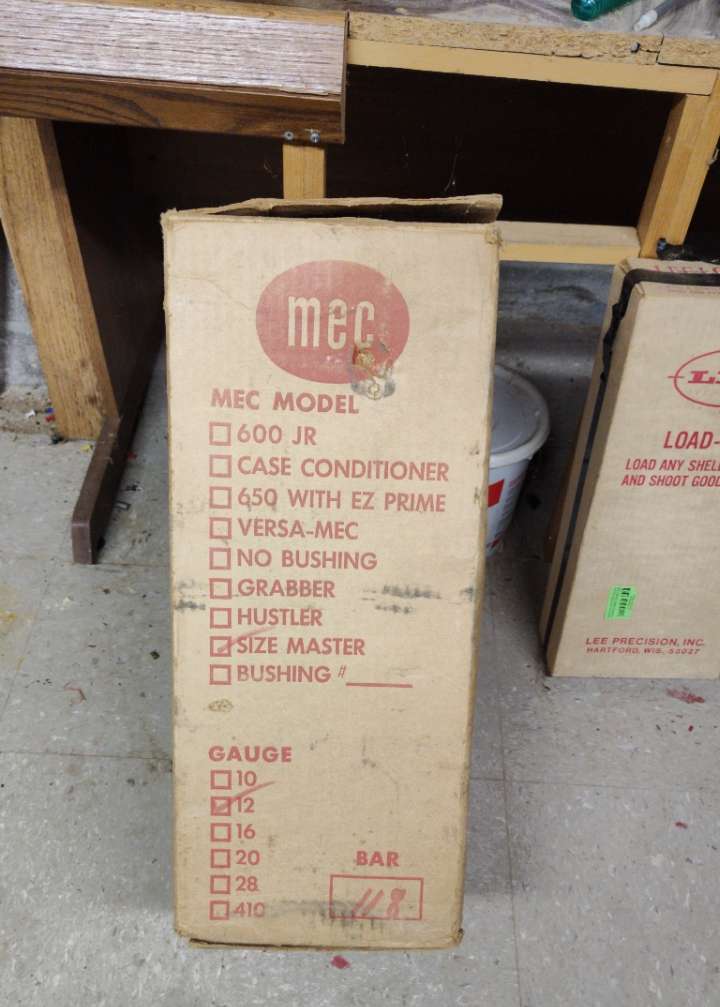 mec
MEC MODEL
600 JR
CASE CONDITIONER
650 WITH EZ PRIME
VERSA-MEC
NO BUSHING
GRABBER
HUSTLER
SIZE MASTER
BUSHING #
GAUGE
10
12
16
20
28
410
BAR
118
LOAD-
LOAD ANY SHEL
AND SHOOT GOO
LEE PRECISION, INC.
HARTFORD, WIS. 53027